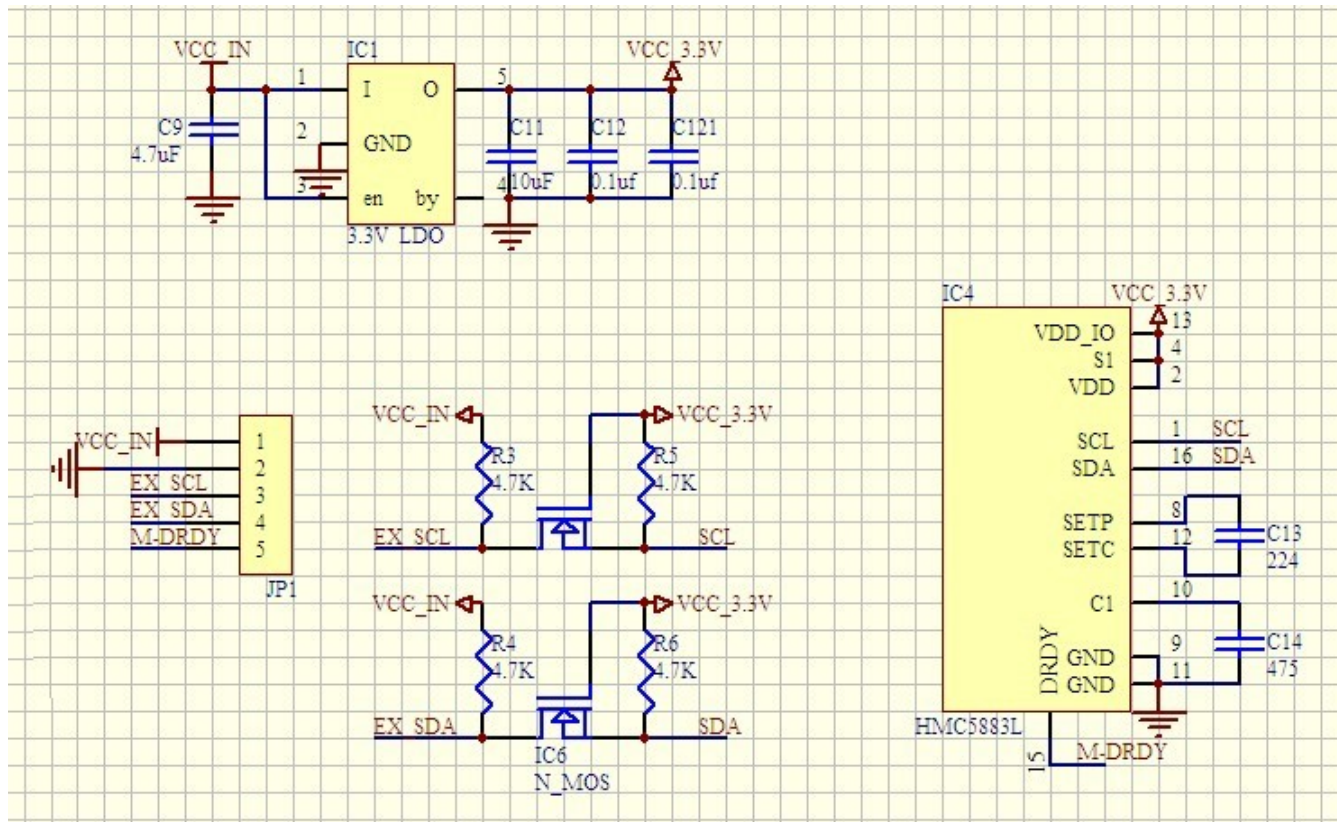 VCC_IN
IC1
VCC_3.3V
1
I
O
5
C9
4.7uF
2
GND
C11
C12
C121
3
en
by
4
10uF
0.1uf
0.1uf
3.3V LDO
IC4
VCC_3.3V
VDD_IO
13
S1
4
VDD
2
SCL
1
SCL
SDA
16
SDA
SETP
8
SETC
12
C13
224
C1
10
GND
9
GND
11
C14
475
DRDY
HMC5883L
15
M-DRDY
VCC_IN
1
2
EX_SCL
3
EX_SDA
4
M-DRDY
5
JP1
VCC_IN
VCC_3.3V
R3
4.7K
R5
4.7K
EX_SCL
SCL
VCC_IN
VCC_3.3V
R4
4.7K
R6
4.7K
EX_SDA
SDA
IC6
N_MOS